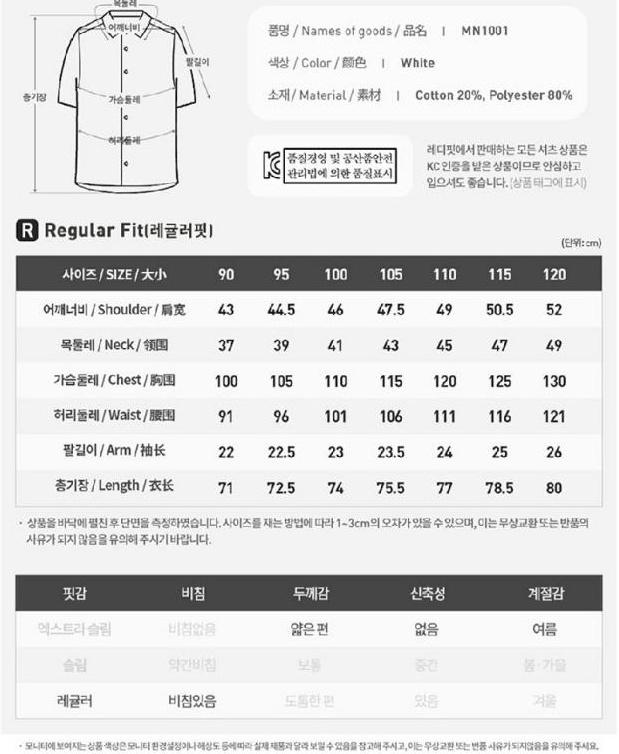 목둘레
어깨너비
팔길이
총기장
가슴둘레
허리둘레
품명 / Names of goods / 品名 | MN1001
색상 / Color / 顔色 | White
소재 / Material / 素材 | Cotton 20%, Polyester 80%
품질경영 및 공산품안전
관리법에 의한 품질표시
레디핏에서 판매하는 모든 셔츠 상품은
KC 인증을 받은 상품이므로 안심하고
입으셔도 좋습니다. (상품 태그에 표시)
R Regular Fit(레귤러핏)
(단위:cm)
사이즈 / SIZE / 大小 90 95 100 105 110 115 120
어깨너비 / Shoulder / 肩宽 43 44.5 46 47.5 49 50.5 52
목둘레 / Neck / 领围 37 39 41 43 45 47 49
가슴둘레 / Chest / 胸围 100 105 110 115 120 125 130
허리둘레 / Waist / 腰围 91 96 101 106 111 116 121
팔길이 / Arm / 袖长 22 22.5 23 23.5 24 25 26
총기장 / Length / 衣长 71 72.5 74 75.5 77 78.5 80
· 상품을 바닥에 펼친 후 단면을 측정하였습니다. 사이즈를 재는 방법에 따라 1~3cm의 오차가 있을 수 있으며, 이는 무상교환 또는 반품의
사유가 되지 않음을 유의해 주시기 바랍니다.
핏감 비침 두께감 신축성 계절감
엑스트라 슬림 비침없음 얇은 편 없음 여름
슬림 약간비침 보통 중간 봄·가을
레귤러 비침있음 도톰한 편 있음 겨울
· 모니터에 보여지는 상품 색상은 모니터 환경설정이나 해상도 등에 따라 실제 제품과 달라 보일 수 있음을 참고해 주시고, 이는 무상교환 또는 반품 사유가 되지않음을 유의해 주세요.